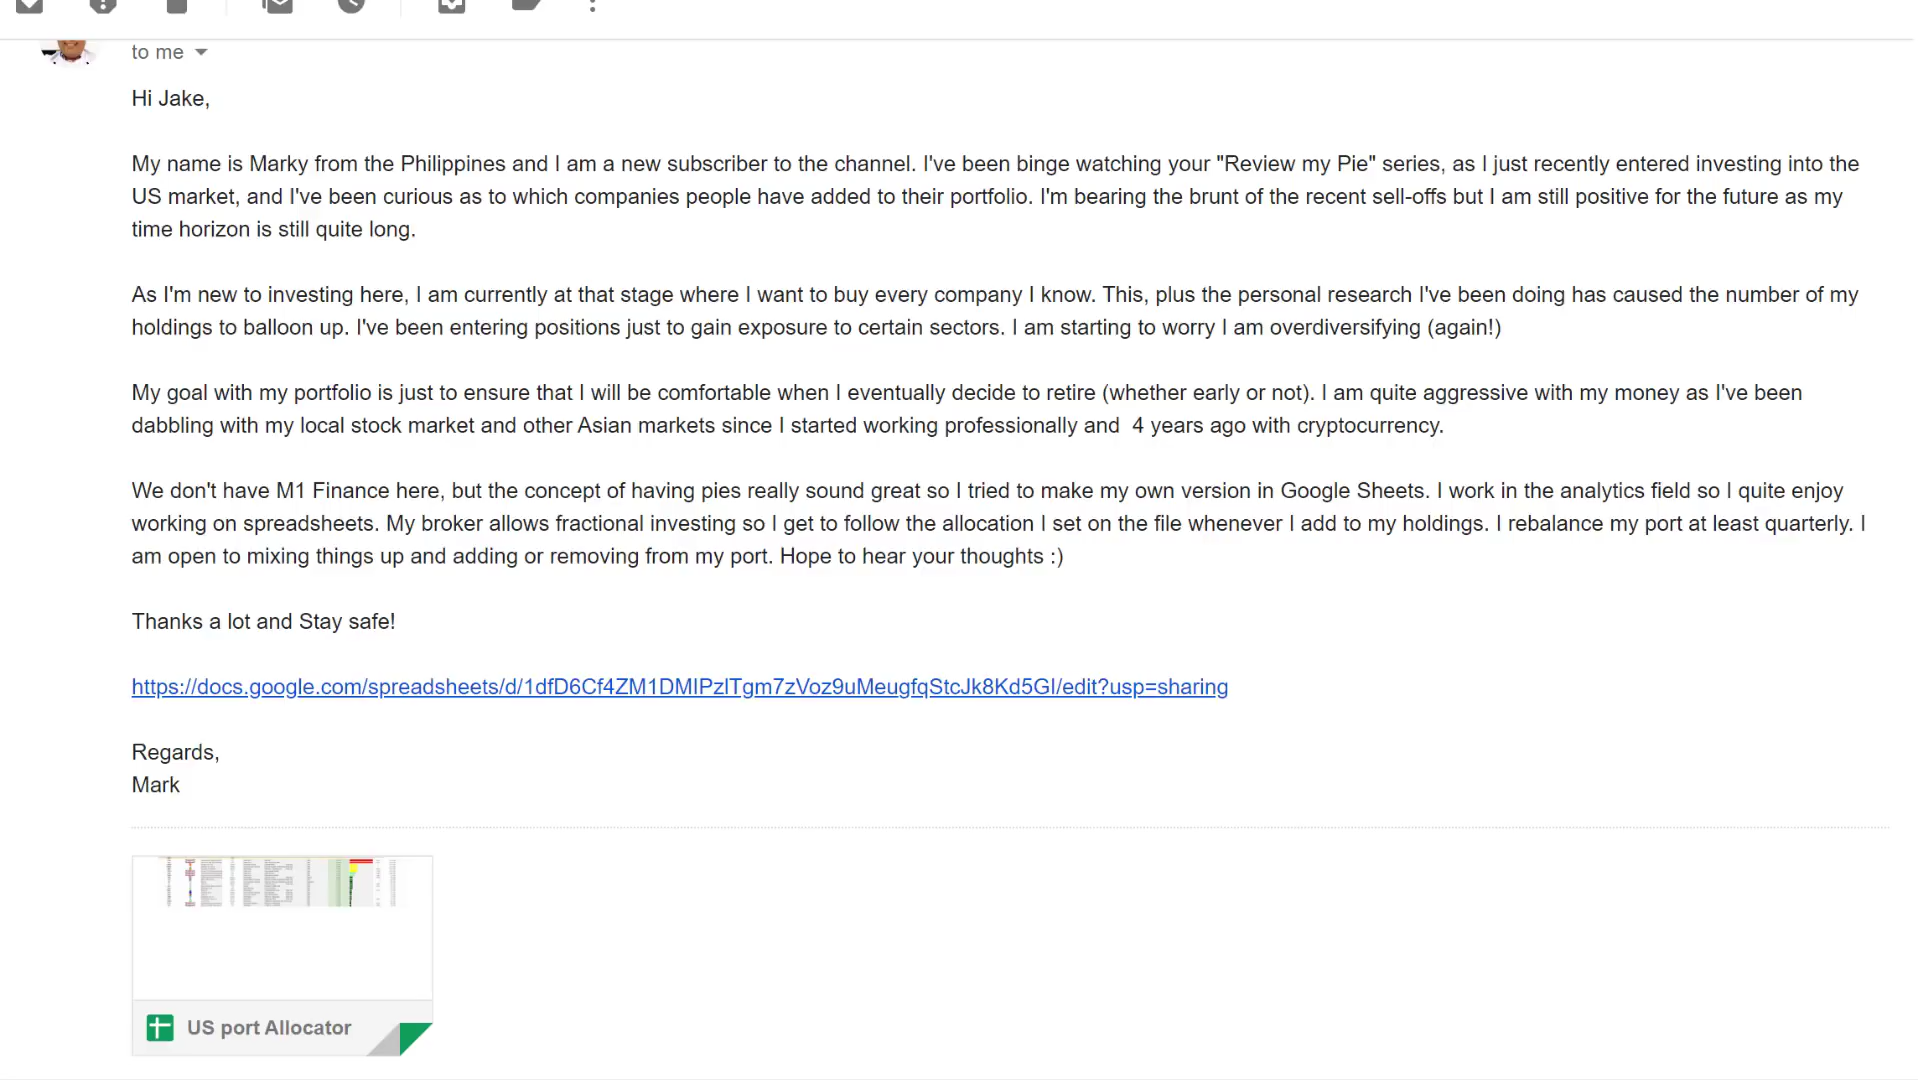 to me
Hi Jake,
My name is Marky from the Philippines and I am a new subscriber to the channel. I've been binge watching your "Review my Pie" series, as I just recently entered investing into the
US market, and I've been curious as to which companies people have added to their portfolio. I'm bearing the brunt of the recent sell-offs but I am still positive for the future as my
time horizon is still quite long.
As I'm new to investing here, I am currently at that stage where I want to buy every company I know. This, plus the personal research I've been doing has caused the number of my
holdings to balloon up. I've been entering positions just to gain exposure to certain sectors. I am starting to worry I am overdiversifying (again!)
My goal with my portfolio is just to ensure that I will be comfortable when I eventually decide to retire (whether early or not). I am quite aggressive with my money as I've been
dabbling with my local stock market and other Asian markets since I started working professionally and  4 years ago with cryptocurrency.
We don't have M1 Finance here, but the concept of having pies really sound great so I tried to make my own version in Google Sheets. I work in the analytics field so I quite enjoy
working on spreadsheets. My broker allows fractional investing so I get to follow the allocation I set on the file whenever I add to my holdings. I rebalance my port at least quarterly. I
am open to mixing things up and adding or removing from my port. Hope to hear your thoughts :)
Thanks a lot and Stay safe!
https://docs.google.com/spreadsheets/d/1dfD6Cf4ZM1DMIPzlTgm7zVoz9uMeugfqStcJk8Kd5GI/edit?usp=sharing
Regards,
Mark
US port Allocator